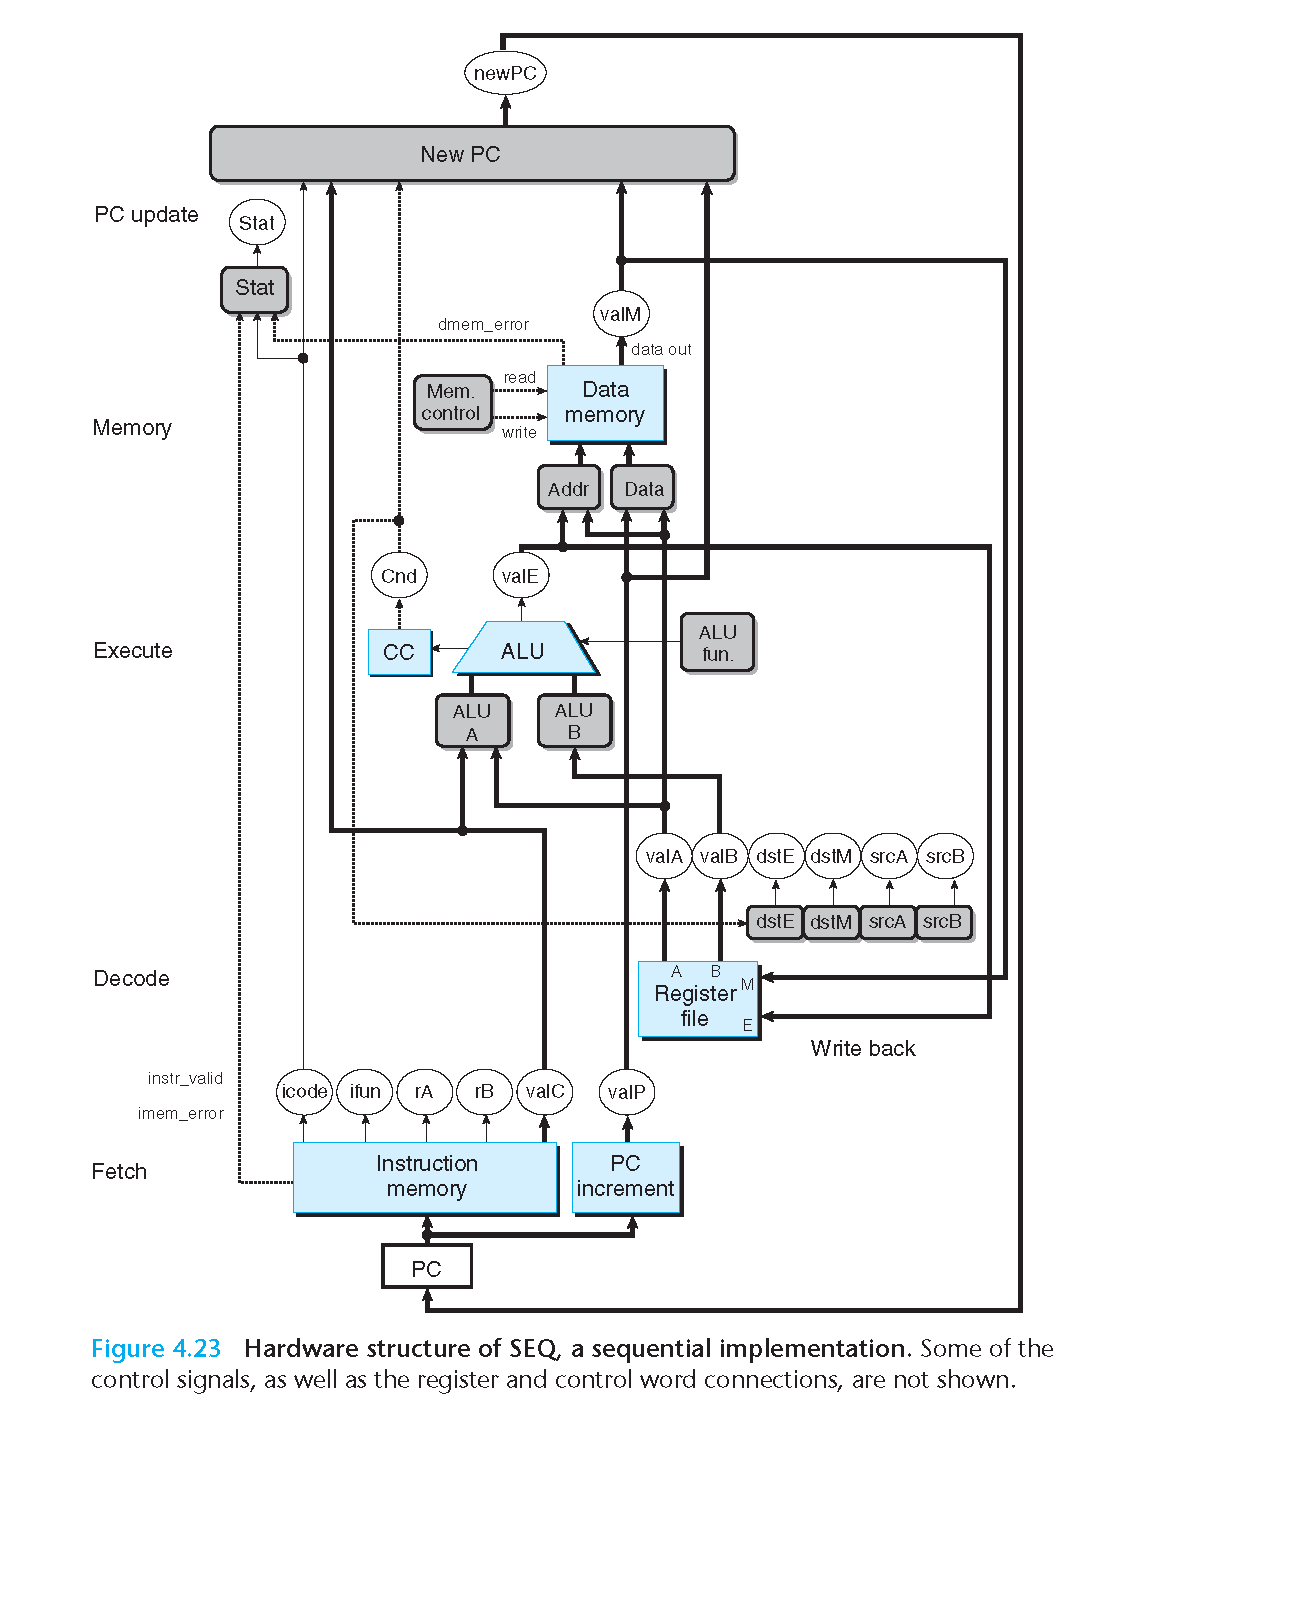 newPC
New PC
PC update
Stat
Stat
valM
dmem_error
data out
read
Mem.
control
Data
memory
write
Memory
Addr
Data
Cnd
valE
ALU
fun.
Execute
CC
ALU
ALU
A
ALU
B
valA
valB
dstE
dstM
srcA
srcB
dstE
dstM
srcA
srcB
Decode
A
B
M
Register
file
E
Write back
instr_valid
icode
ifun
rA
rB
valC
valP
imem_error
Fetch
Instruction
memory
PC
increment
PC
Figure 4.23 Hardware structure of SEQ, a sequential implementation. Some of the
control signals, as well as the register and control word connections, are not shown.